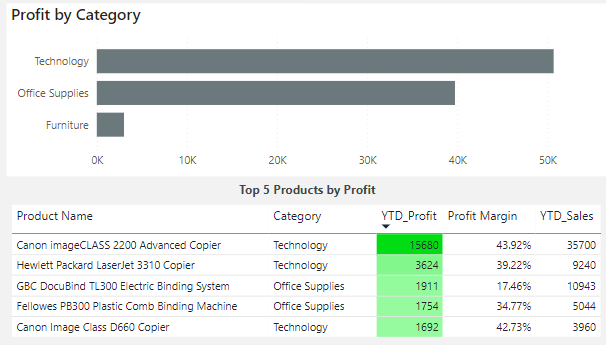 Profit by Category
Technology
Office Supplies
Furniture
0K 10K 20K 30K 40K 50K
Top 5 Products by Profit
Product Name Category YTD_Profit Profit Margin YTD_Sales
Canon imageCLASS 2200 Advanced Copier Technology 15680 43.92% 35700
Hewlett Packard LaserJet 3310 Copier Technology 3624 39.22% 9240
GBC DocuBind TL300 Electric Binding System Office Supplies 1911 17.46% 10943
Fellowes PB300 Plastic Comb Binding Machine Office Supplies 1754 34.77% 5044
Canon Image Class D660 Copier Technology 1692 42.73% 3960